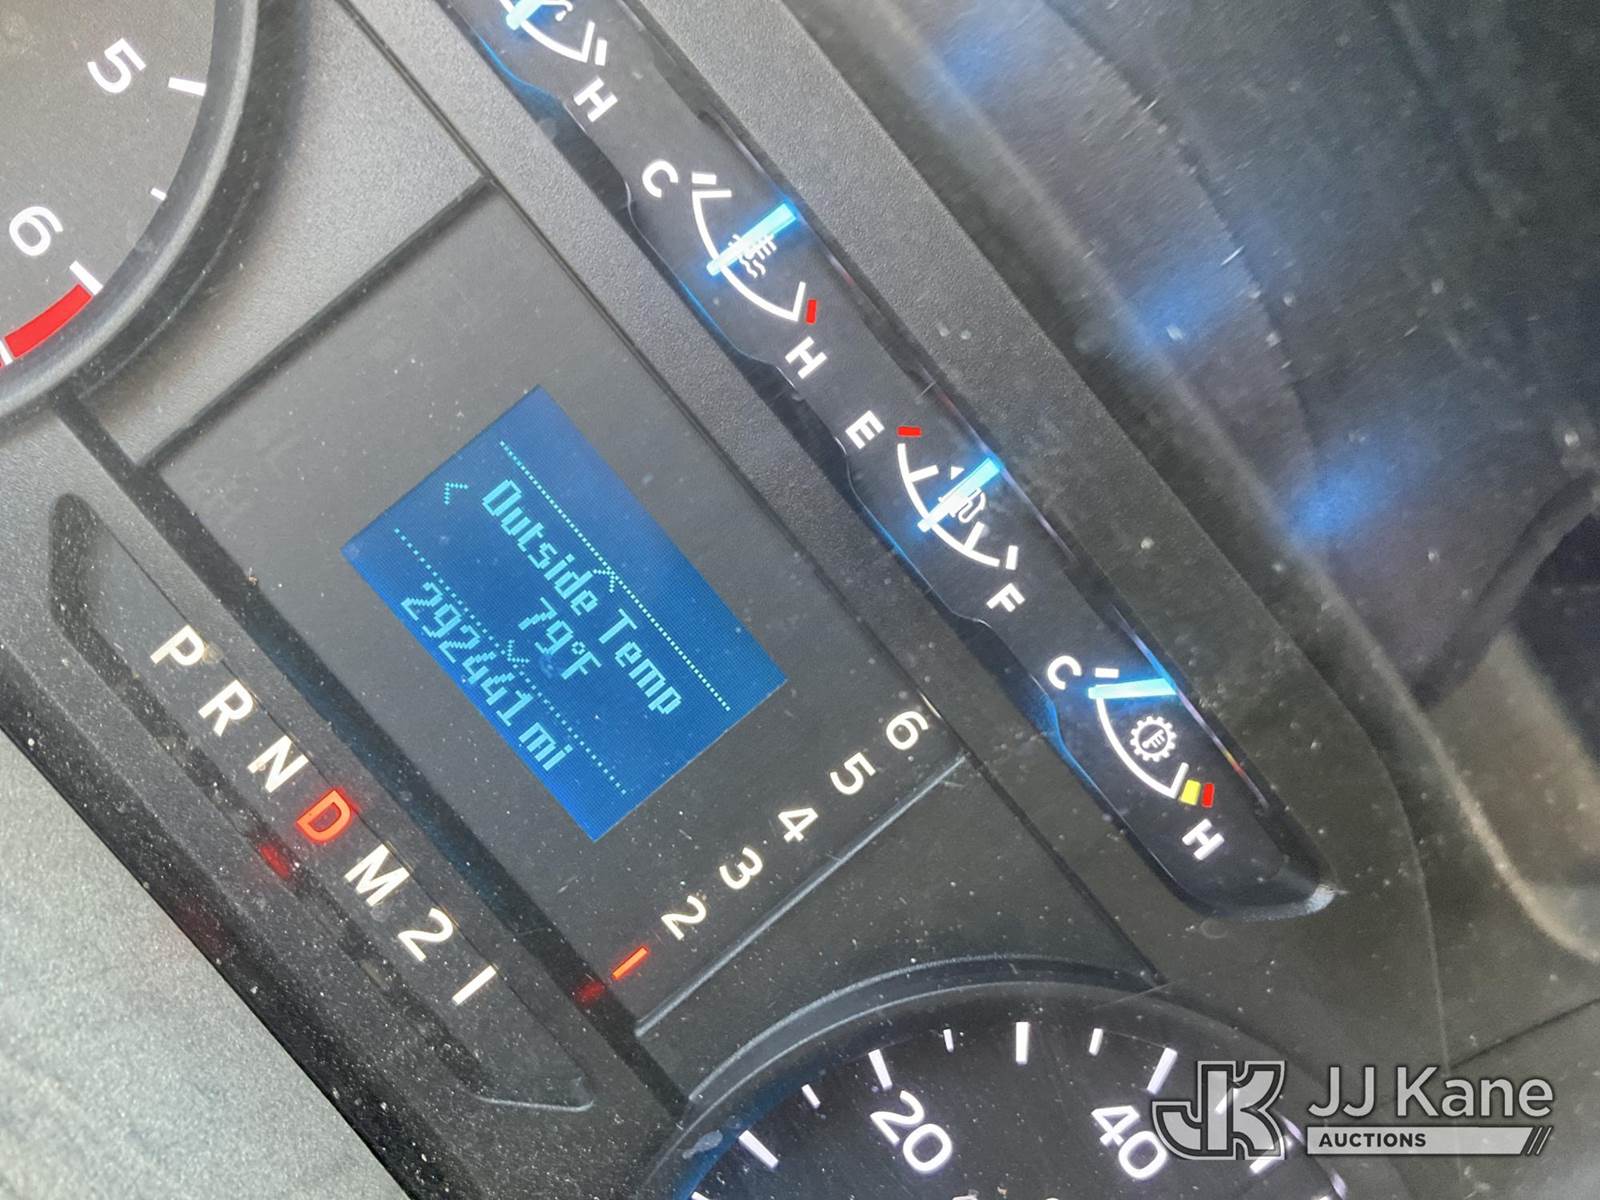 5
6
H
C
H
E
F
C
H
< Outside Temp
79°F
292441 mi
P R N D M 2 1
6
5
4
3
2
1
20
40
JK JJ Kane
AUCTIONS